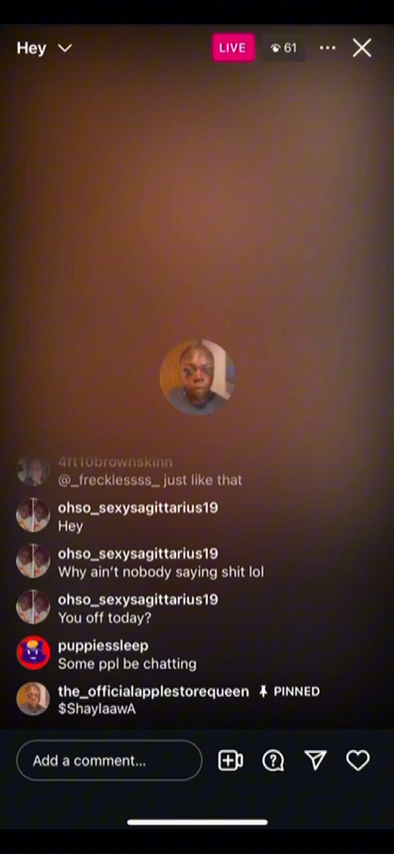 Hey
LIVE
61
4ft10brownskinn
@_frecklessss_ just like that
ohso_sexysagittarius19
Hey
ohso_sexysagittarius19
Why ain't nobody saying shit lol
ohso_sexysagittarius19
You off today?
puppiessleep
Some ppl be chatting
the_officialapplestorequeen PINNED
$ShaylaawA
Add a comment...